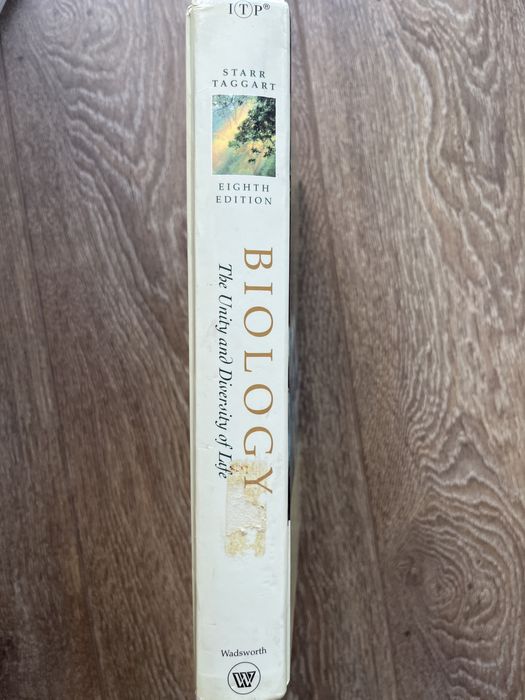 ITP®
STARR
TAGGART
EIGHTH
EDITION
BIOLOGY
The Unity and Diversity of Life
Wadsworth
W